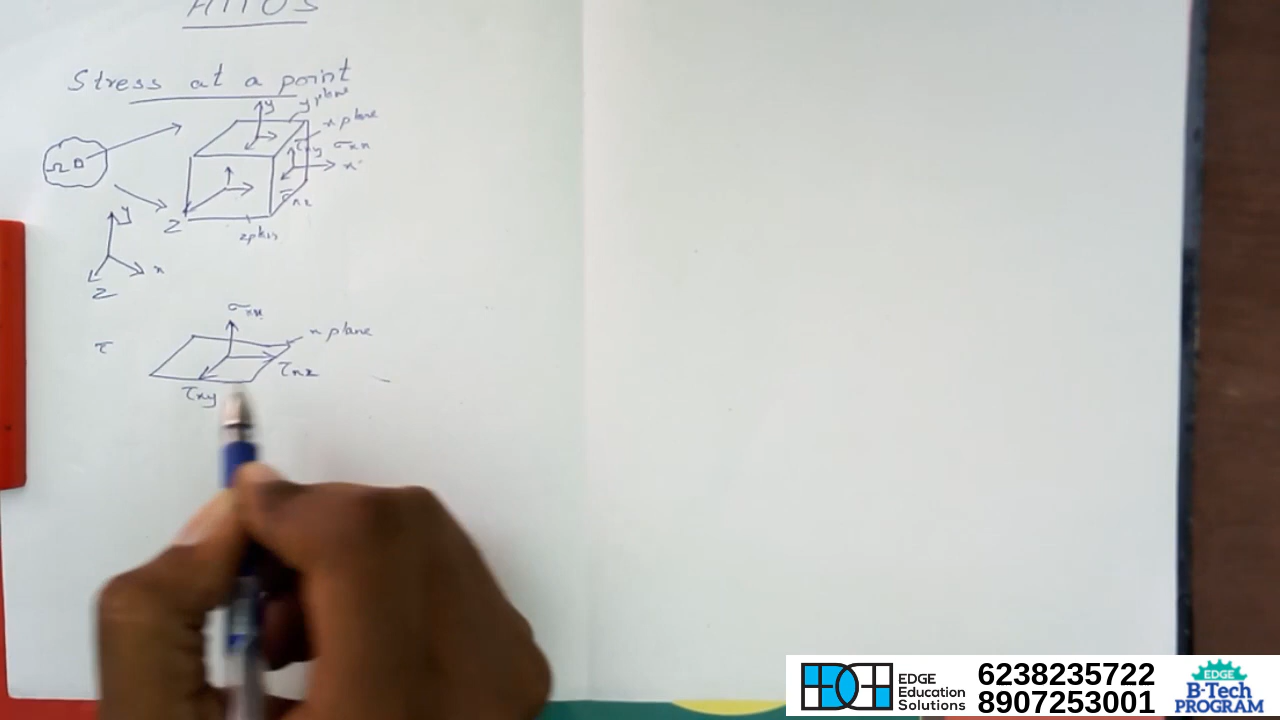 Stress at a point
y
y plane
x plane
τxy σxx
x
xz
Z
y
x
Z
σxx
x plane
τ
τxz
τxy
EDGE
Education
Solutions
6238235722
8907253001
EDGE
B-Tech
PROGRAM